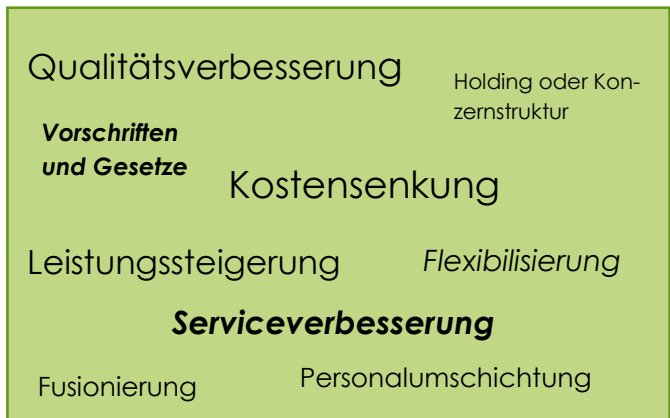 Qualitätsverbesserung
Holding oder Kon-
zernstruktur
Vorschriften
und Gesetze
Kostensenkung
Leistungssteigerung
Flexibilisierung
Serviceverbesserung
Fusionierung
Personalumschichtung